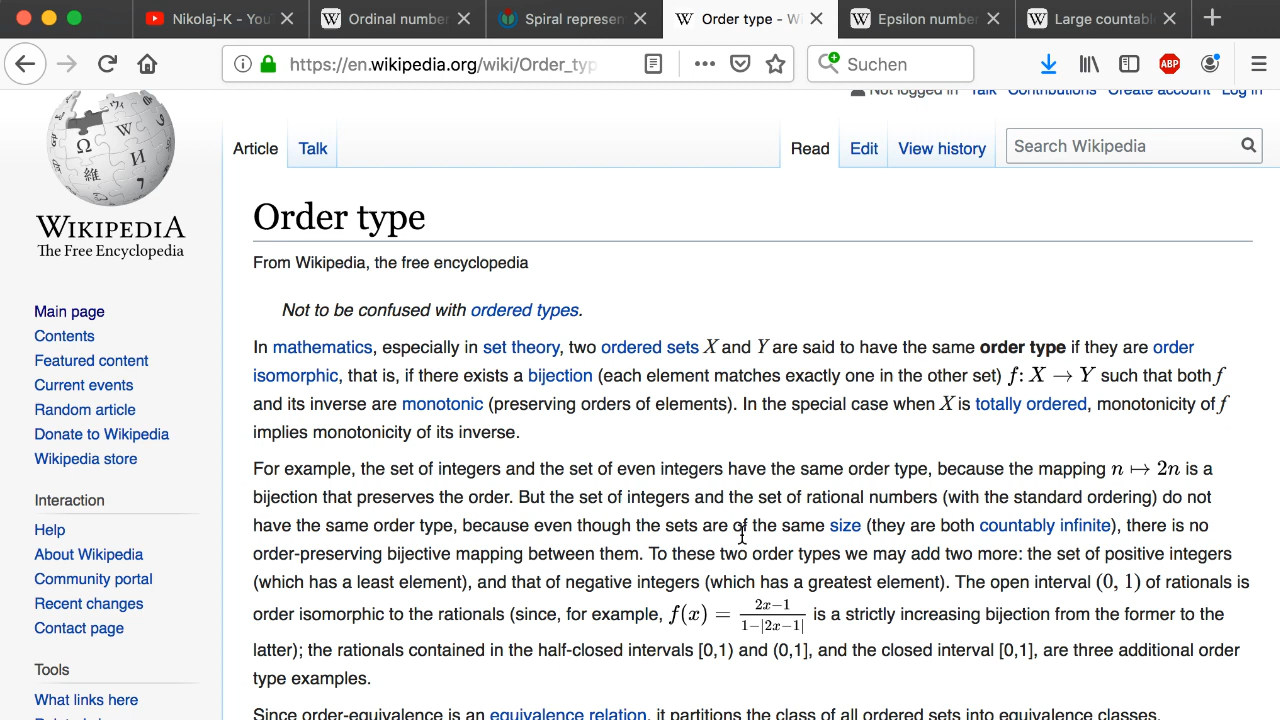 Nikolaj-K - You
Ordinal number
Spiral represen
Order type - Wi
Epsilon number
Large countabl
https://en.wikipedia.org/wiki/Order_typ
Suchen
ABP
Not logged in Talk Contributions Create account Log in
Article Talk
Read Edit View history
Search Wikipedia
WIKIPEDIA
The Free Encyclopedia
Main page
Contents
Featured content
Current events
Random article
Donate to Wikipedia
Wikipedia store
Interaction
Help
About Wikipedia
Community portal
Recent changes
Contact page
Tools
What links here
Order type
From Wikipedia, the free encyclopedia
Not to be confused with ordered types.
In mathematics, especially in set theory, two ordered sets X and Y are said to have the same order type if they are order
isomorphic, that is, if there exists a bijection (each element matches exactly one in the other set) f: X → Y such that both f
and its inverse are monotonic (preserving orders of elements). In the special case when X is totally ordered, monotonicity of f
implies monotonicity of its inverse.
For example, the set of integers and the set of even integers have the same order type, because the mapping n ↦ 2n is a
bijection that preserves the order. But the set of integers and the set of rational numbers (with the standard ordering) do not
have the same order type, because even though the sets are of the same size (they are both countably infinite), there is no
order-preserving bijective mapping between them. To these two order types we may add two more: the set of positive integers
(which has a least element), and that of negative integers (which has a greatest element). The open interval (0, 1) of rationals is
order isomorphic to the rationals (since, for example, f(x) = 2x−1 / 1−|2x−1| is a strictly increasing bijection from the former to the
latter); the rationals contained in the half-closed intervals [0,1) and (0,1], and the closed interval [0,1], are three additional order
type examples.
Since order-equivalence is an equivalence relation, it partitions the class of all ordered sets into equivalence classes.